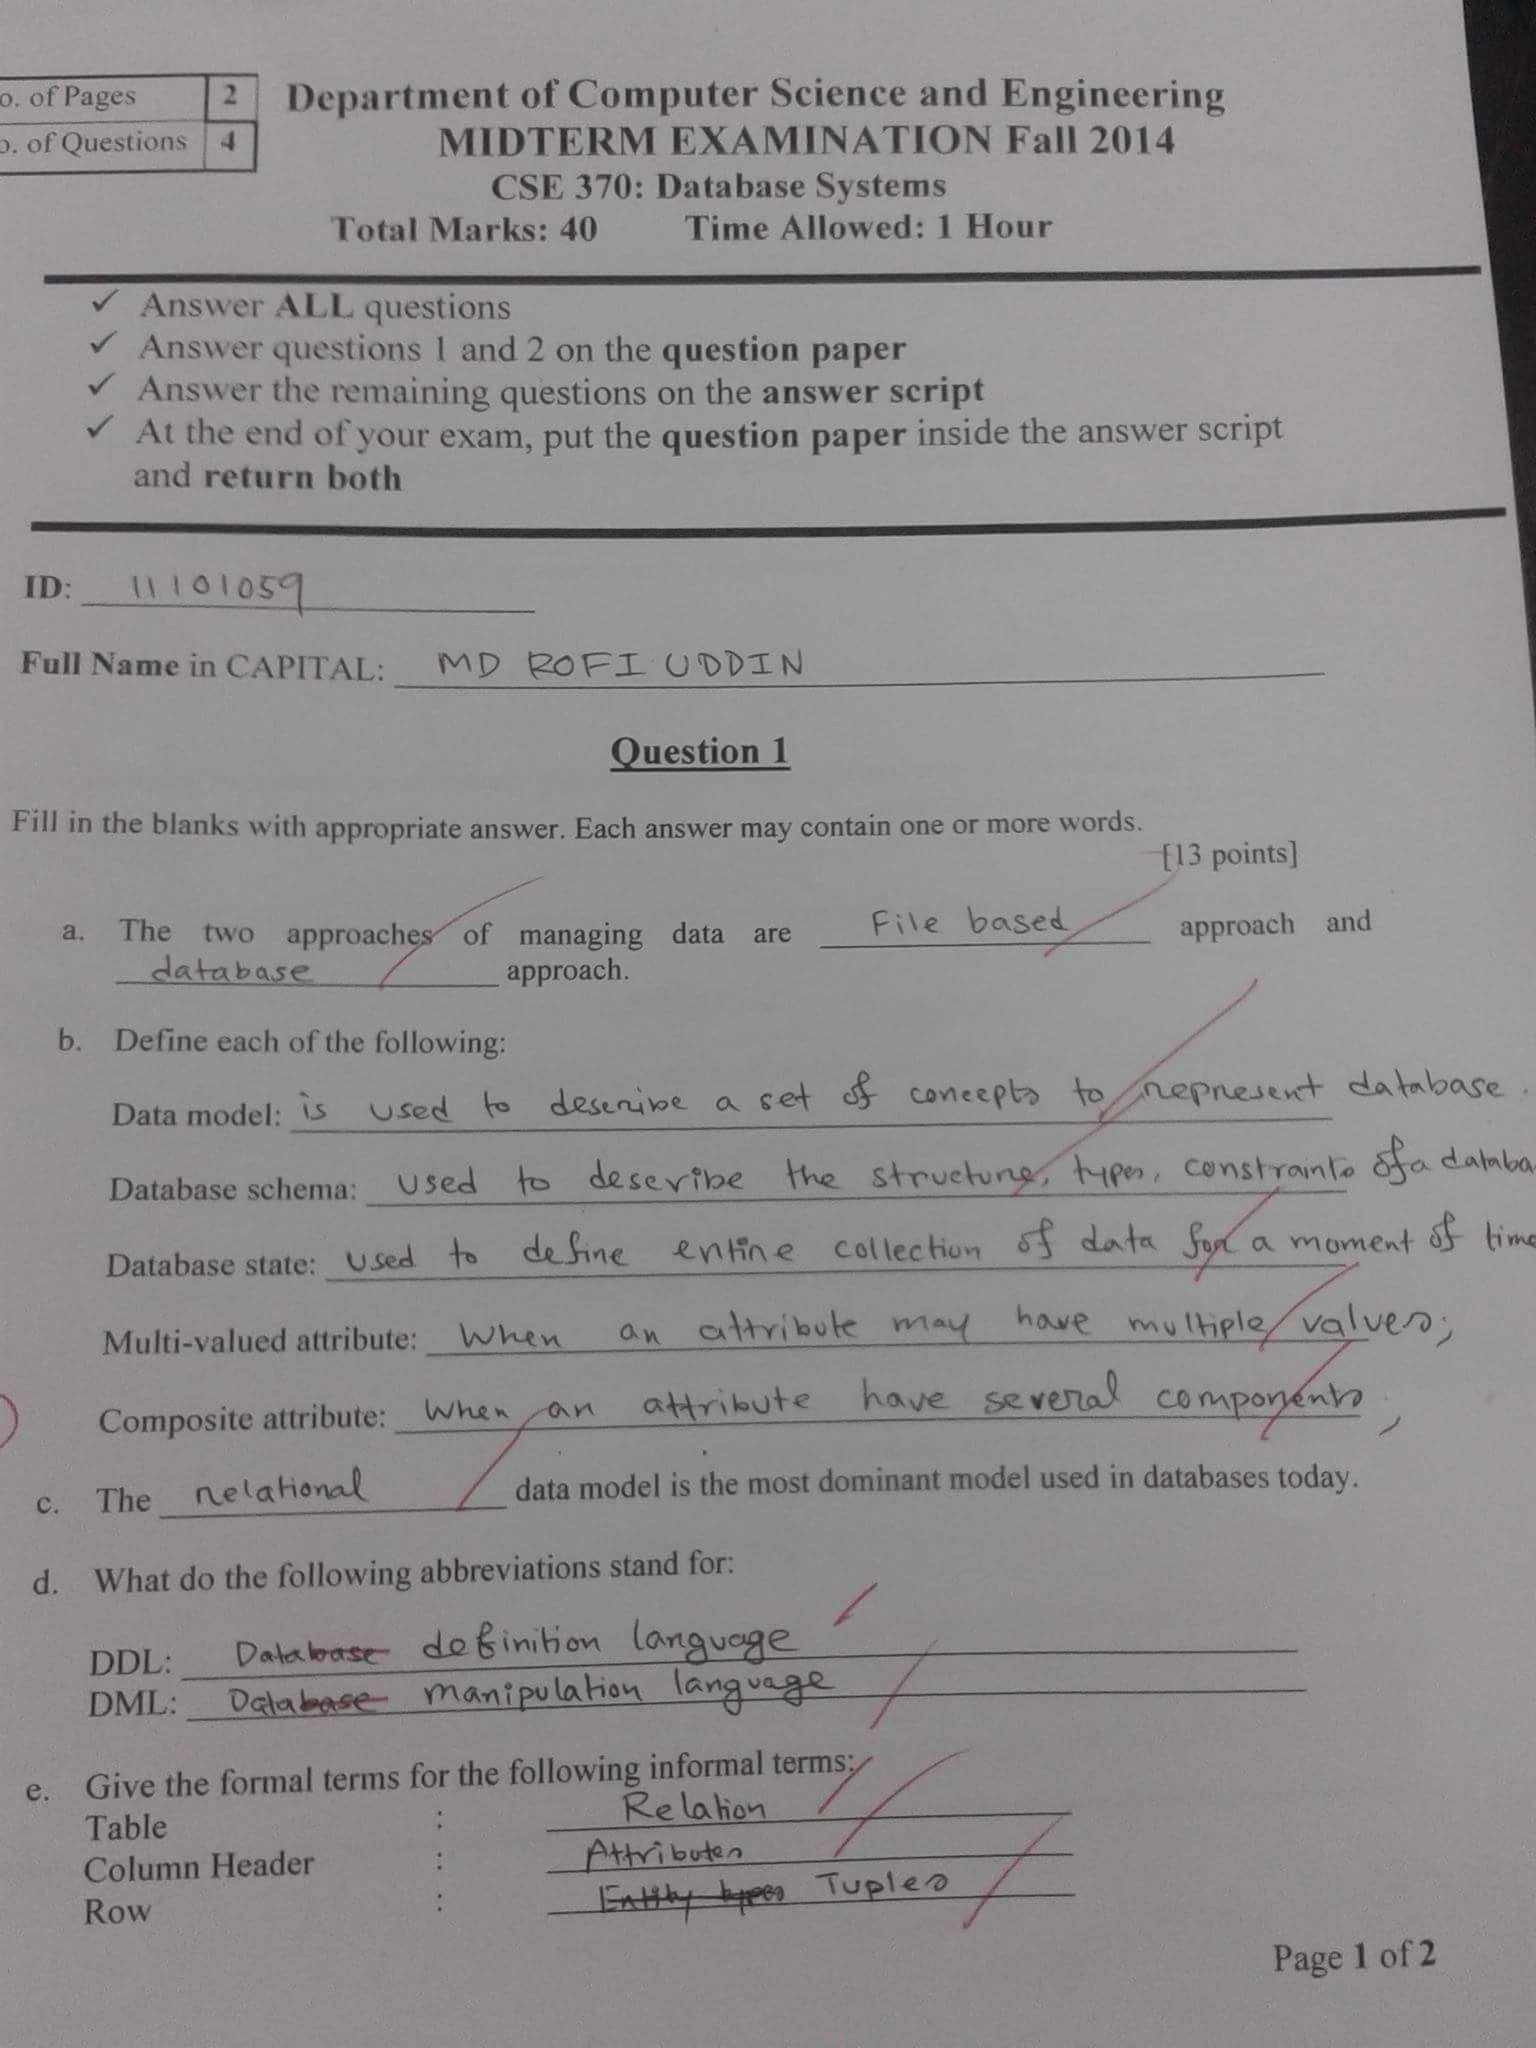 o. of Pages 2
o. of Questions 4
Department of Computer Science and Engineering
MIDTERM EXAMINATION Fall 2014
CSE 370: Database Systems
Total Marks: 40 Time Allowed: 1 Hour
✓ Answer ALL questions
✓ Answer questions 1 and 2 on the question paper
✓ Answer the remaining questions on the answer script
✓ At the end of your exam, put the question paper inside the answer script
and return both
ID: 11101059
Full Name in CAPITAL: MD ROFI UDDIN
Question 1
Fill in the blanks with appropriate answer. Each answer may contain one or more words.
[13 points]
a. The two approaches of managing data are File based approach and
database approach.
b. Define each of the following:
Data model: is used to describe a set of concepts to represent database.
Database schema: used to describe the structure, types, constraints of a databa
Database state: used to define entire collection of data for a moment of time
Multi-valued attribute: When an attribute may have multiple values;
Composite attribute: When an attribute have several components,
c. The relational data model is the most dominant model used in databases today.
d. What do the following abbreviations stand for:
DDL: Database definition language
DML: Database manipulation language
e. Give the formal terms for the following informal terms:
Table : Relation
Column Header : Attributes
Row : Entity types Tuples
Page 1 of 2